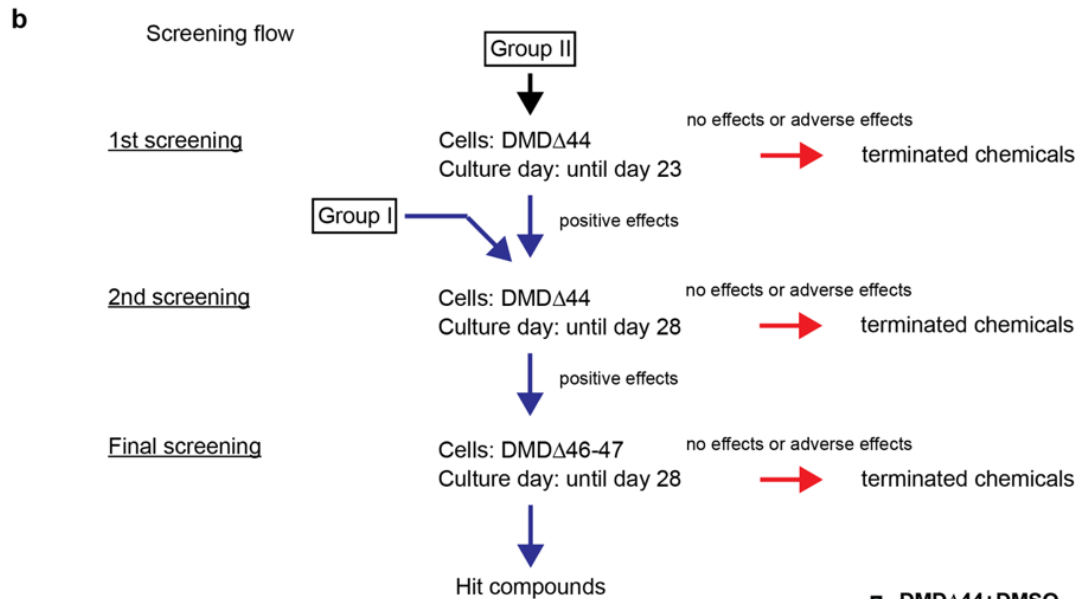 b
Screening flow
Group II
1st screening
Cells: DMDΔ44
Culture day: until day 23
no effects or adverse effects
terminated chemicals
Group I
positive effects
2nd screening
Cells: DMDΔ44
Culture day: until day 28
no effects or adverse effects
terminated chemicals
positive effects
Final screening
Cells: DMDΔ46-47
Culture day: until day 28
no effects or adverse effects
terminated chemicals
Hit compounds
DMDΔ44+DMSO